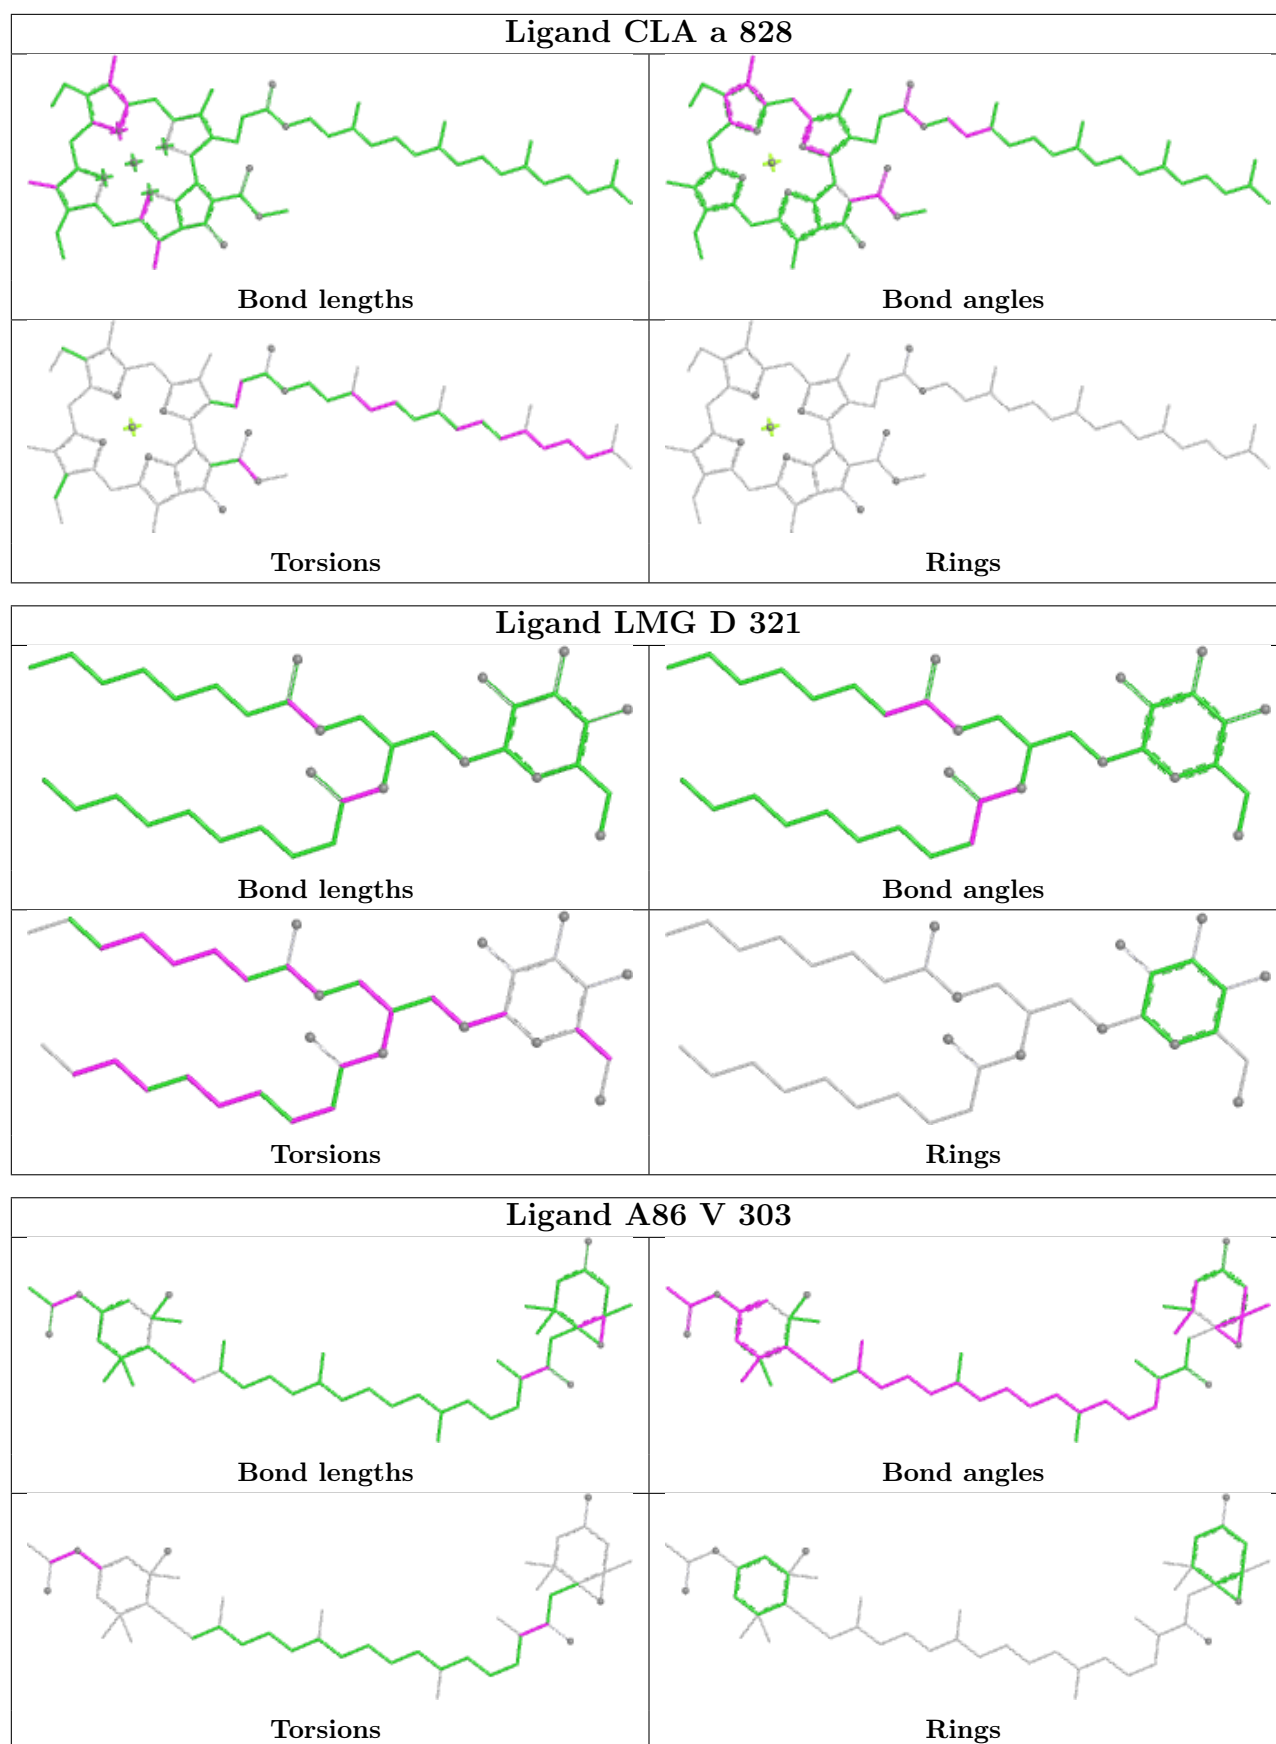 Ligand CLA a 828
Bond lengths
Bond angles
Torsions
Rings
Ligand LMG D 321
Bond lengths
Bond angles
Torsions
Rings
Ligand A86 V 303
Bond lengths
Bond angles
Torsions
Rings